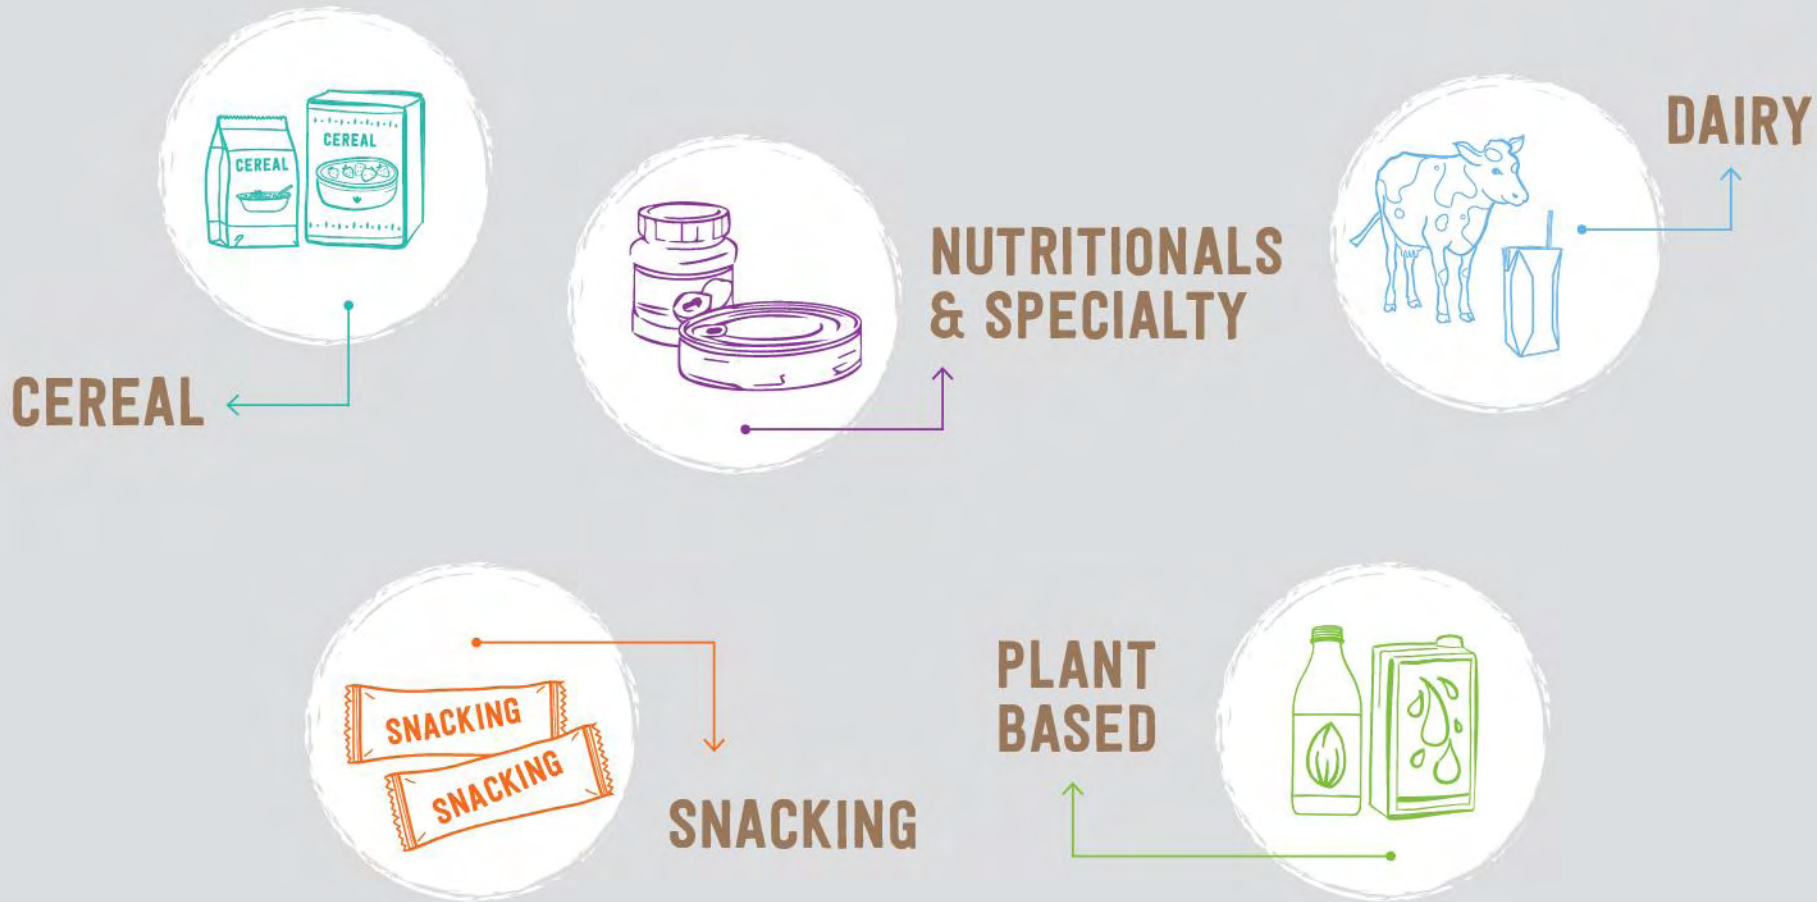 CEREAL
CEREAL
CEREAL
NUTRITIONALS
& SPECIALTY
DAIRY
SNACKING
SNACKING
SNACKING
PLANT
BASED